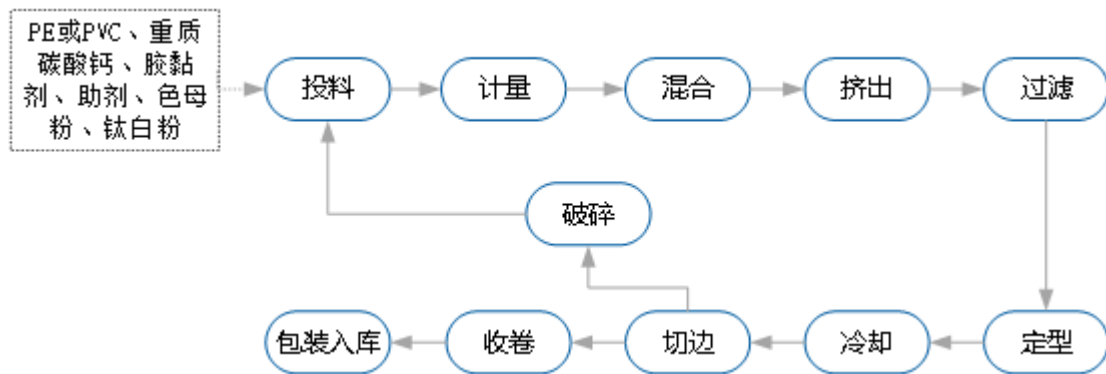 PE或PVC、重质
碳酸钙、胶黏
剂、助剂、色母
粉、钛白粉
投料
计量
混合
挤出
过滤
破碎
包装入库
收卷
切边
冷却
定型